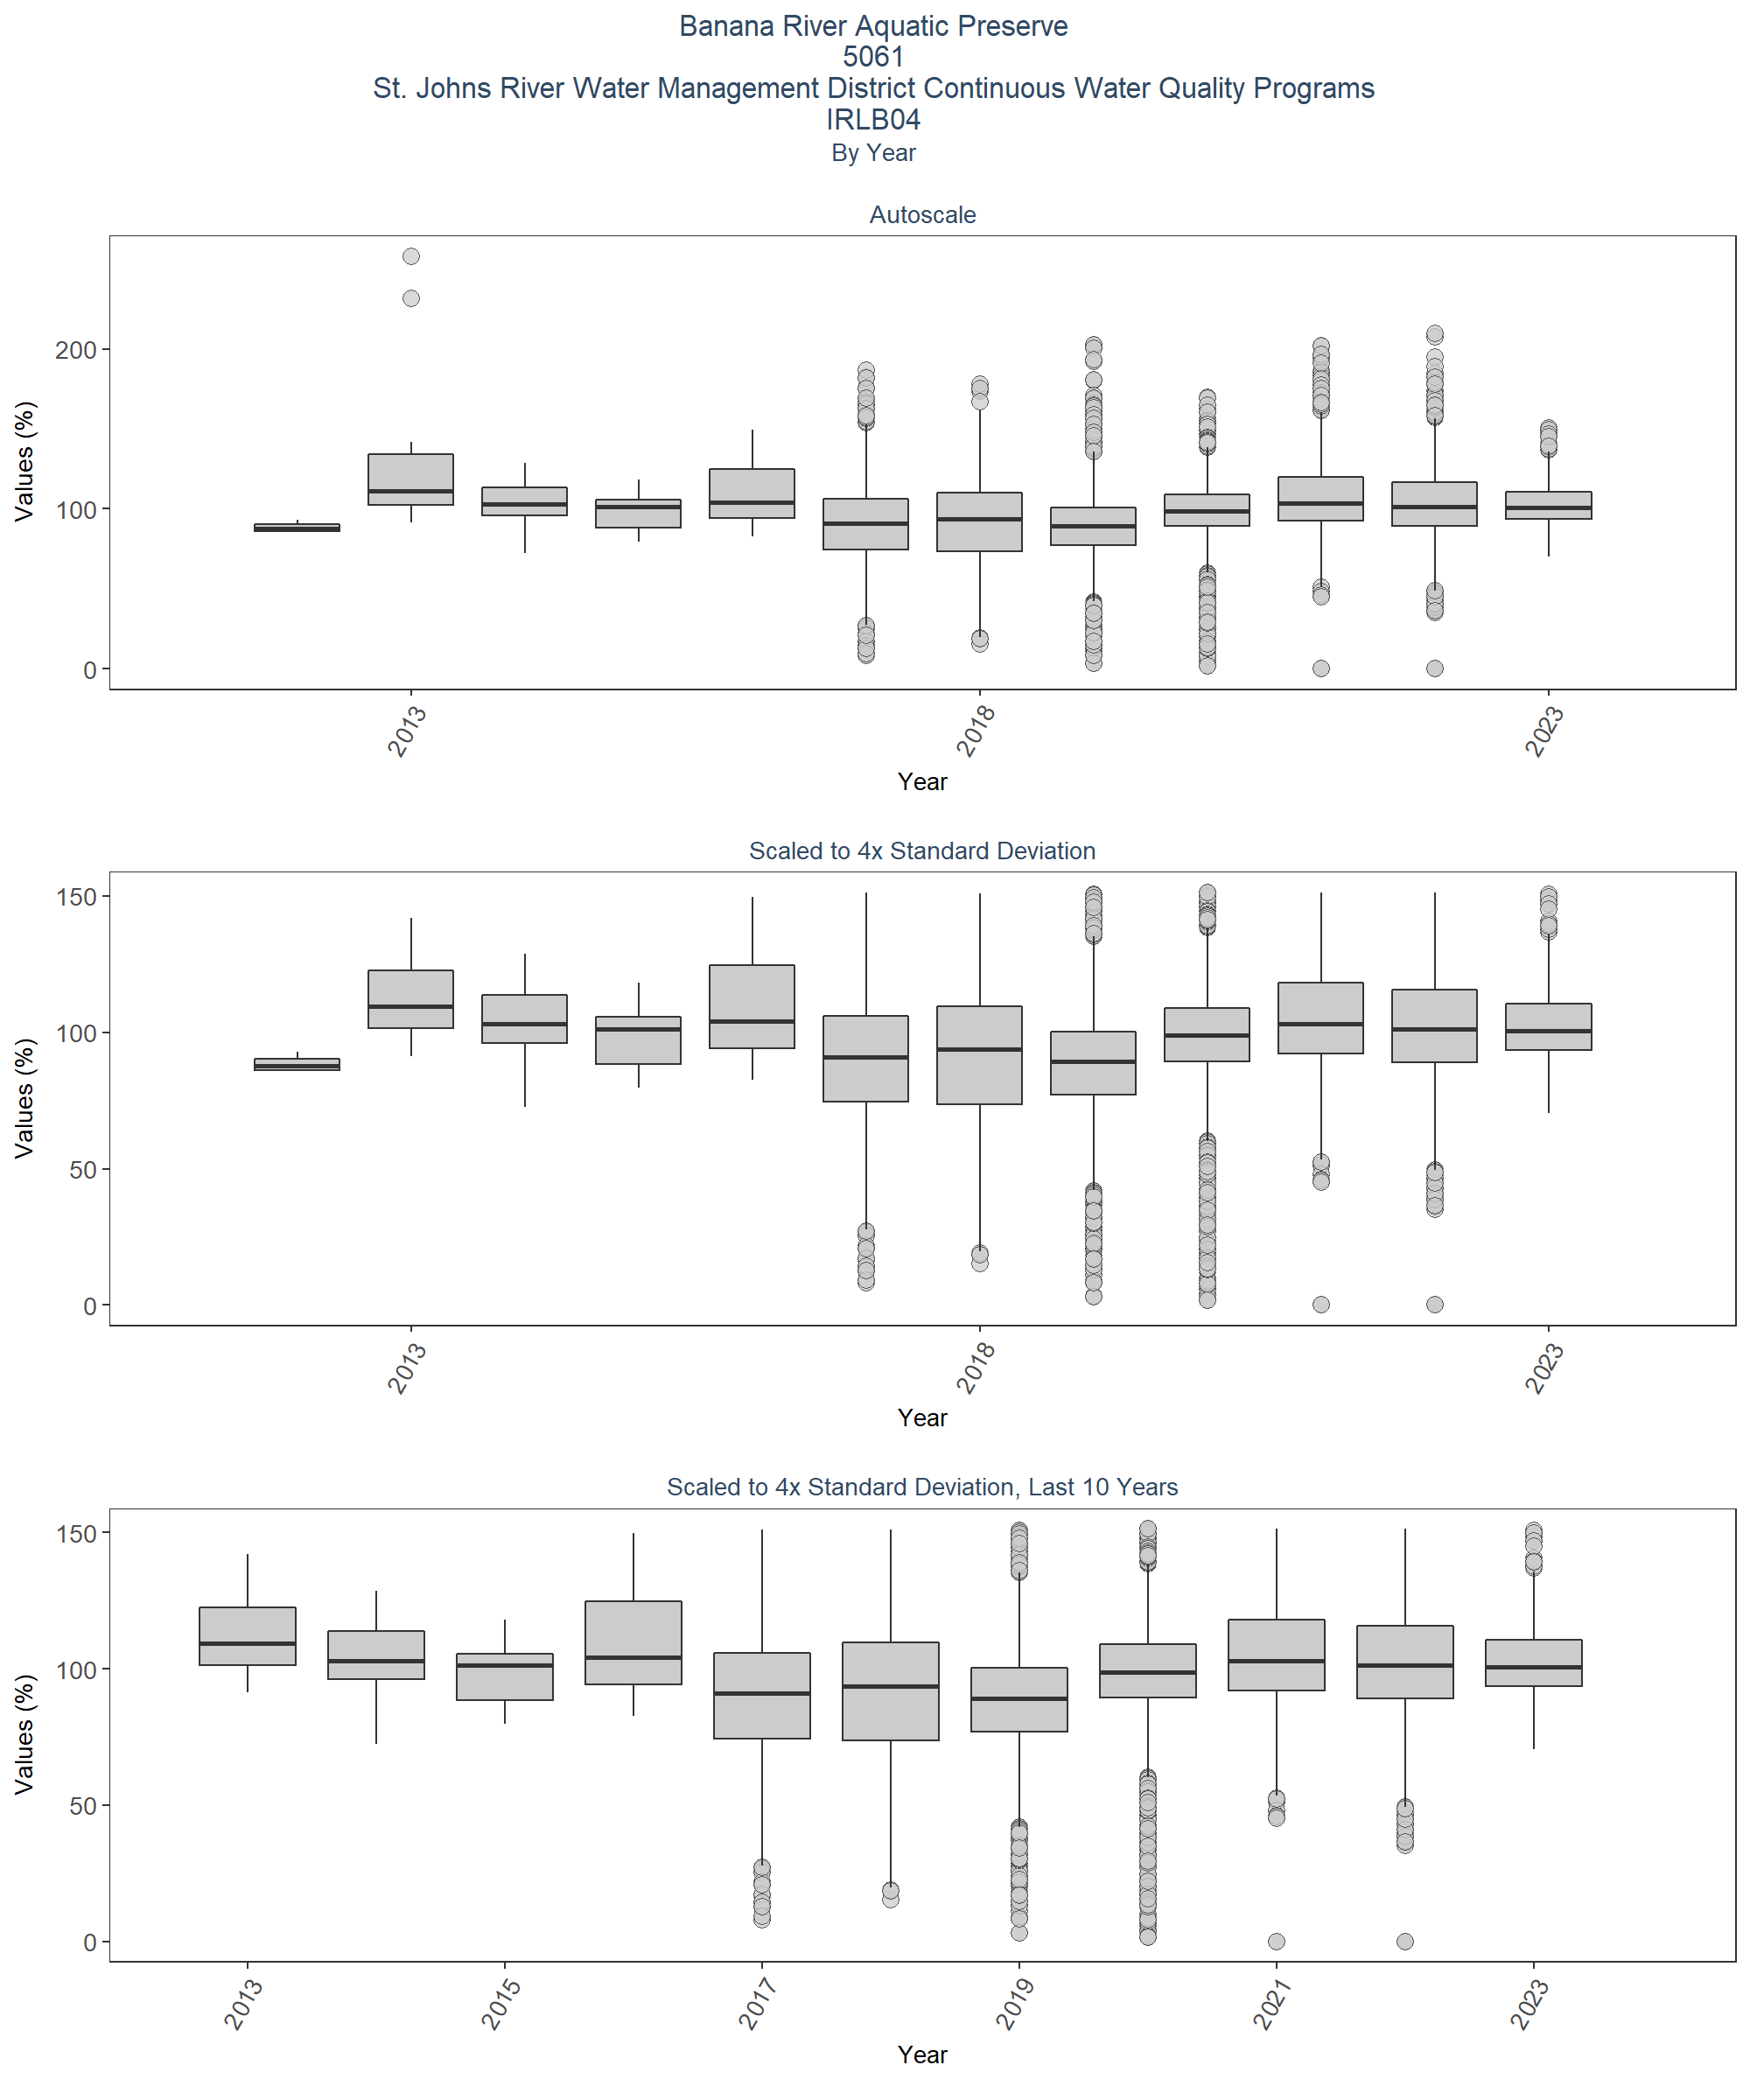 Banana River Aquatic Preserve
5061
St. Johns River Water Management District Continuous Water Quality Programs
IRLB04
By Year
Autoscale
Values (%)
200
100
0
2013
2018
2023
Year
Scaled to 4x Standard Deviation
Values (%)
150
100
50
0
2013
2018
2023
Year
Scaled to 4x Standard Deviation, Last 10 Years
Values (%)
150
100
50
0
2013
2015
2017
2019
2021
2023
Year